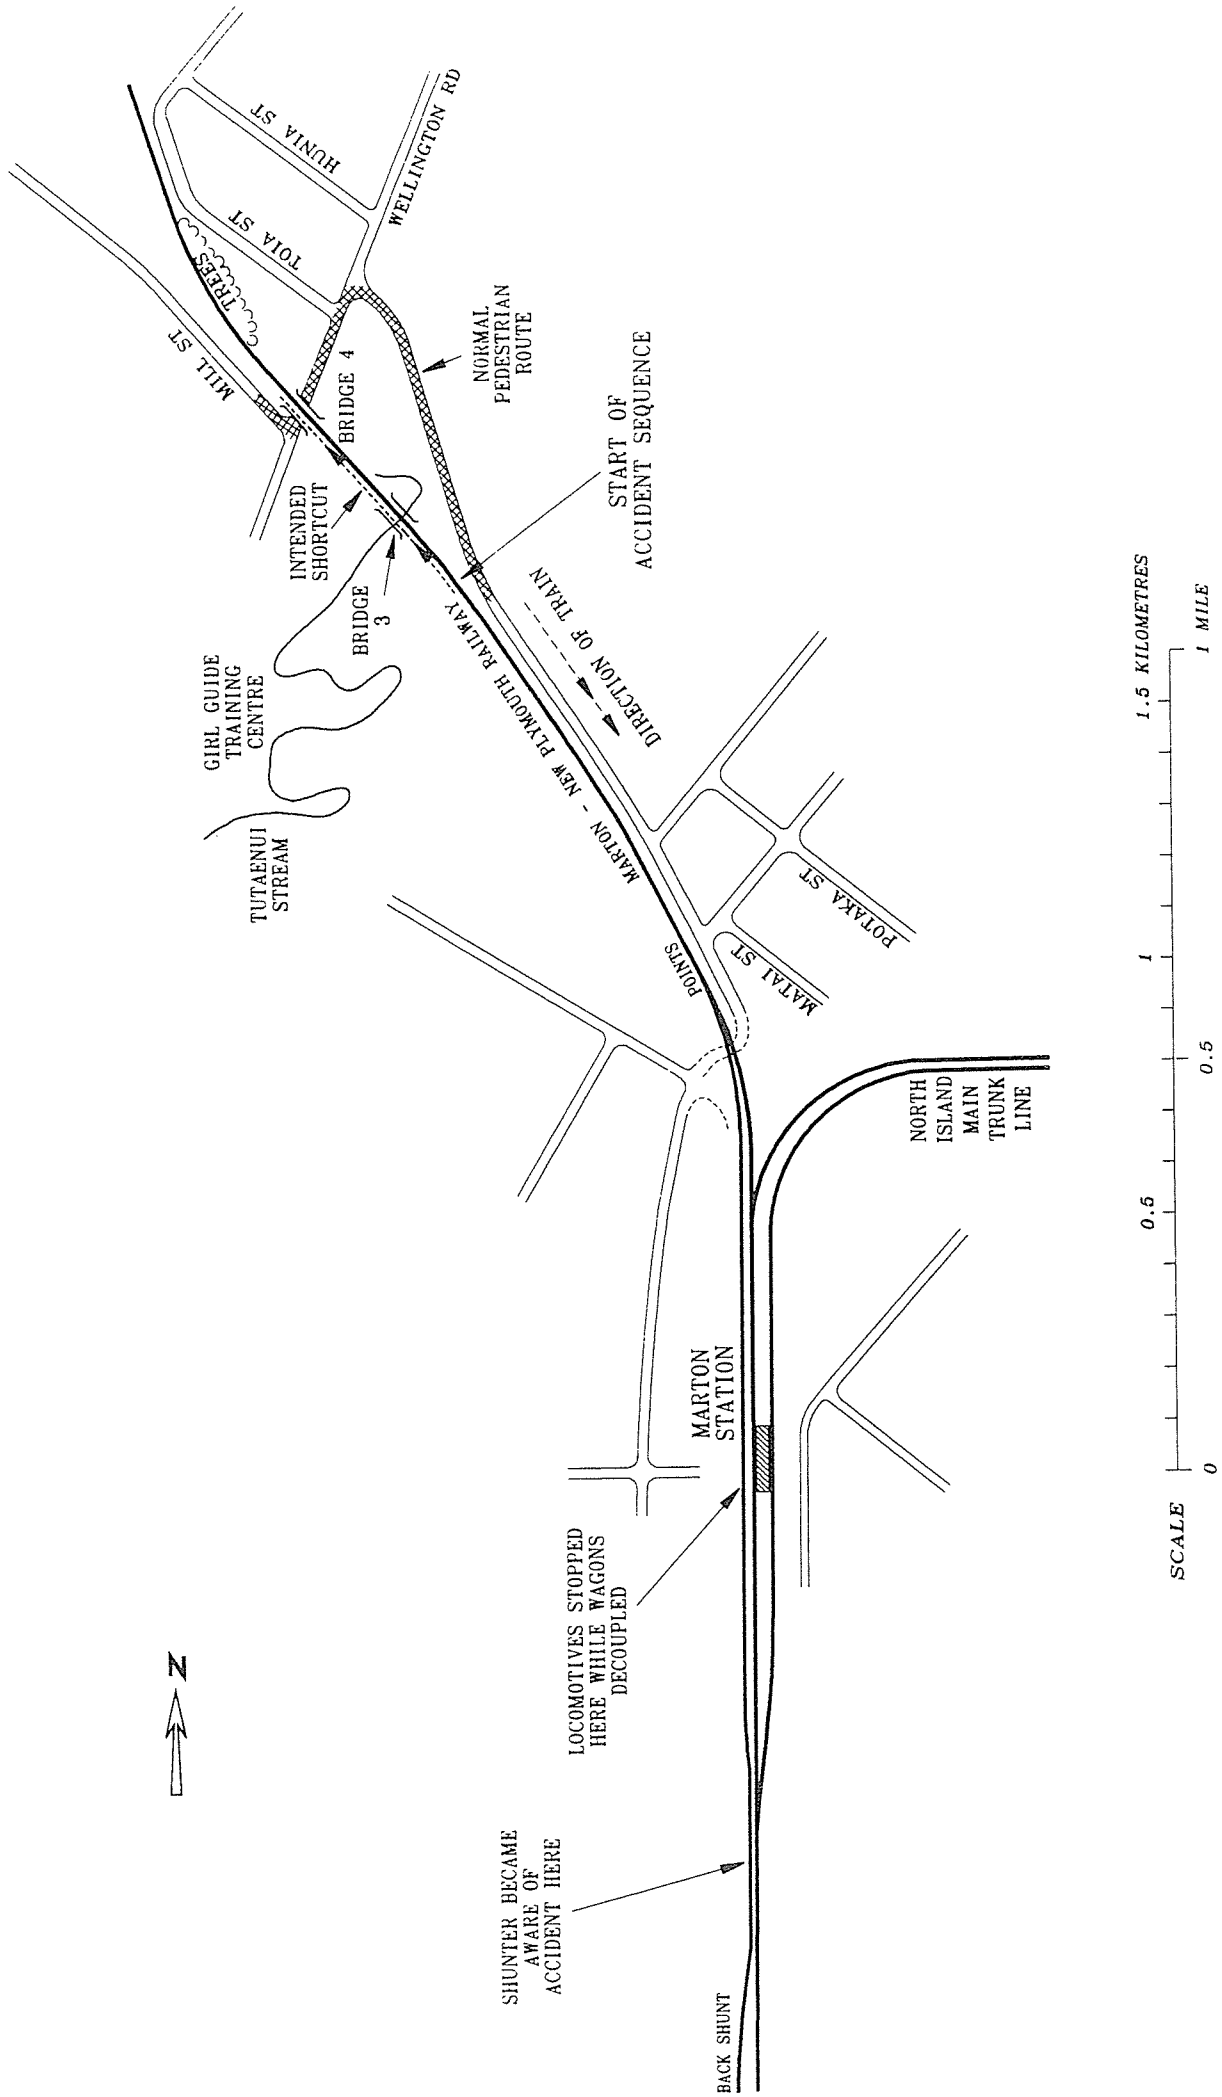 N
SHUNTER BECAME
AWARE OF
ACCIDENT HERE
BACK SHUNT
LOCOMOTIVES STOPPED
HERE WHILE WAGONS
DECOUPLED
MARTON
STATION
NORTH
ISLAND
MAIN
TRUNK
LINE
POINTS
MATAI ST
POTAKA ST
MARTON - NEW PLYMOUTH RAILWAY
DIRECTION OF TRAIN
TUTAENUI
STREAM
GIRL GUIDE
TRAINING
CENTRE
BRIDGE
3
INTENDED
SHORTCUT
START OF
ACCIDENT SEQUENCE
BRIDGE 4
NORMAL
PEDESTRIAN
ROUTE
MILL ST
TREES
TOIA ST
HUNIA ST
WELLINGTON RD
SCALE
0.5
1
1.5 KILOMETRES
0
0.5
1 MILE